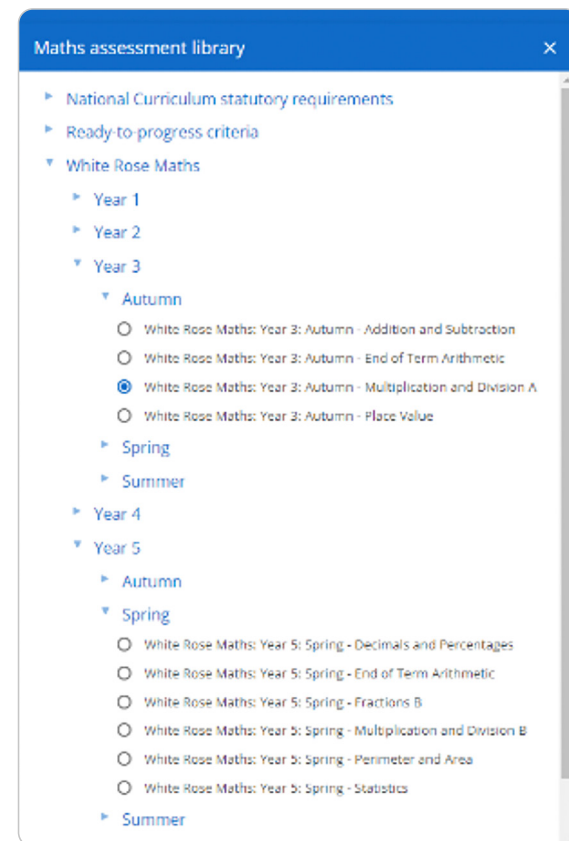 Maths assessment library
National Curriculum statutory requirements
Ready-to-progress criteria
White Rose Maths
Year 1
Year 2
Year 3
Autumn
White Rose Maths: Year 3: Autumn - Addition and Subtraction
White Rose Maths: Year 3: Autumn - End of Term Arithmetic
White Rose Maths: Year 3: Autumn - Multiplication and Division A
White Rose Maths: Year 3: Autumn - Place Value
Spring
Summer
Year 4
Year 5
Autumn
Spring
White Rose Maths: Year 5: Spring - Decimals and Percentages
White Rose Maths: Year 5: Spring - End of Term Arithmetic
White Rose Maths: Year 5: Spring - Fractions B
White Rose Maths: Year 5: Spring - Multiplication and Division B
White Rose Maths: Year 5: Spring - Perimeter and Area
White Rose Maths: Year 5: Spring - Statistics
Summer